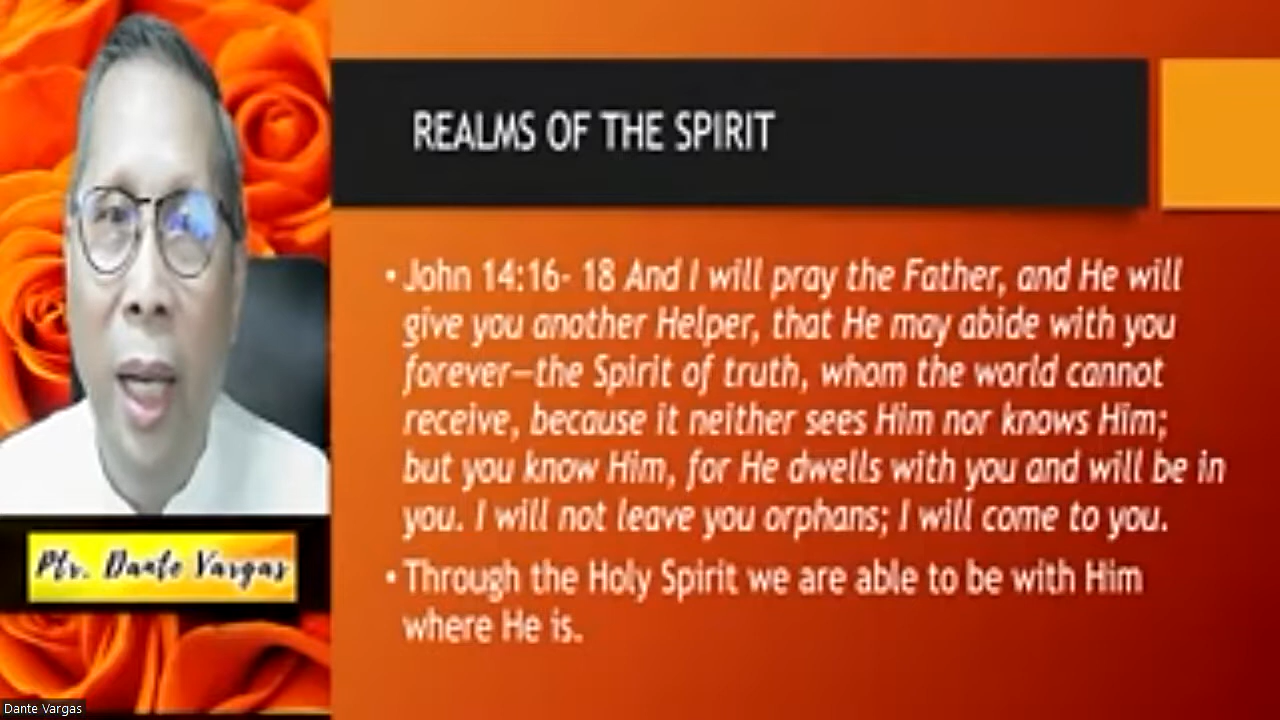 REALMS OF THE SPIRIT
• John 14:16- 18 And I will pray the Father, and He will
give you another Helper, that He may abide with you
forever—the Spirit of truth, whom the world cannot
receive, because it neither sees Him nor knows Him;
but you know Him, for He dwells with you and will be in
you. I will not leave you orphans; I will come to you.
• Through the Holy Spirit we are able to be with Him
where He is.
Ptr. Dante Vargas
Dante Vargas